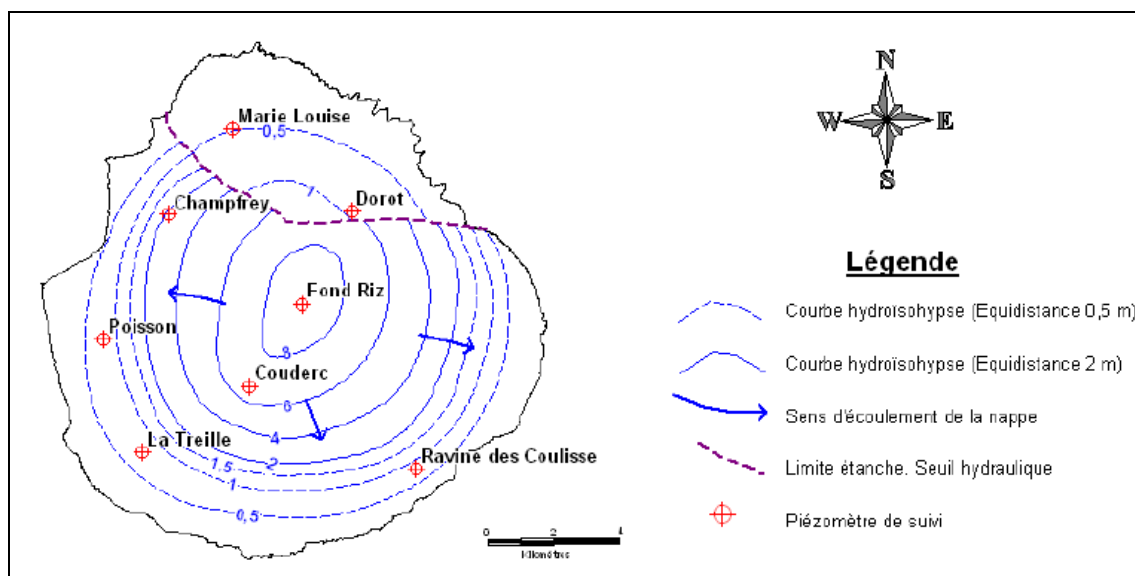 Marie Louise
0,5
Champfrey
1
Dorot
Fond Riz
Poisson
8
Couderc
6
La Treille
4
2
1,5
1
0,5
Ravine des Coulisse
0 2 4
Kilomètres
N
W E
S
Légende
Courbe hydroïsohypse (Equidistance 0,5 m)
Courbe hydroïsohypse (Equidistance 2 m)
Sens d'écoulement de la nappe
Limite étanche. Seuil hydraulique
Piézomètre de suivi